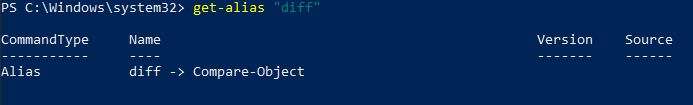 PS C:\Windows\system32> get-alias "diff"
CommandType     Name                                               Version    Source
-----------     ----                                               -------    ------
Alias           diff -> Compare-Object